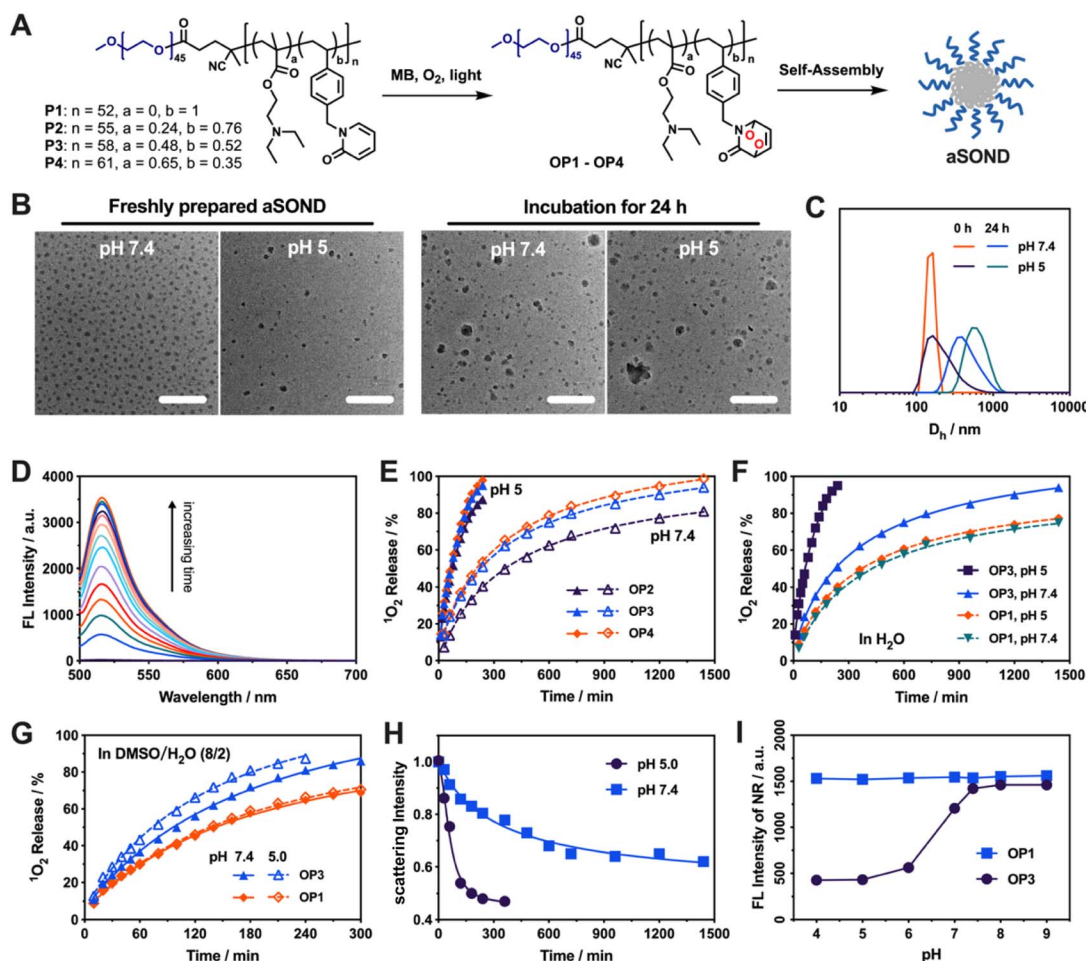 A
O
O
45
O
NC
a
b
n
O
O
N
N
O
MB, O₂, light
O
O
45
O
NC
a
b
n
O
O
N
N
O
O
O
Self-Assembly
P1: n = 52, a = 0, b = 1
P2: n = 55, a = 0.24, b = 0.76
P3: n = 58, a = 0.48, b = 0.52
P4: n = 61, a = 0.65, b = 0.35
OP1 - OP4
aSOND
B
Freshly prepared aSOND
Incubation for 24 h
pH 7.4
pH 5
pH 7.4
pH 5
C
0 h 24 h
pH 7.4
pH 5
10 100 1000 10000
Dₕ / nm
D
FL Intensity / a.u.
4000
3000
2000
1000
0
500 550 600 650 700
Wavelength / nm
increasing time
E
¹O₂ Release / %
100
80
60
40
20
0
0 300 600 900 1200 1500
Time / min
pH 5
pH 7.4
OP2
OP3
OP4
F
¹O₂ Release / %
100
80
60
40
20
0
0 300 600 900 1200 1500
Time / min
OP3, pH 5
OP3, pH 7.4
OP1, pH 5
OP1, pH 7.4
In H₂O
G
¹O₂ Release / %
100
80
60
40
20
0
0 60 120 180 240 300
Time / min
In DMSO/H₂O (8/2)
pH 7.4 5.0
OP3
OP1
H
scattering Intensity
1.0
0.8
0.6
0.4
0 300 600 900 1200 1500
Time / min
pH 5.0
pH 7.4
I
FL Intensity of NR / a.u.
2000
1500
1000
500
0
4 5 6 7 8 9
pH
OP1
OP3